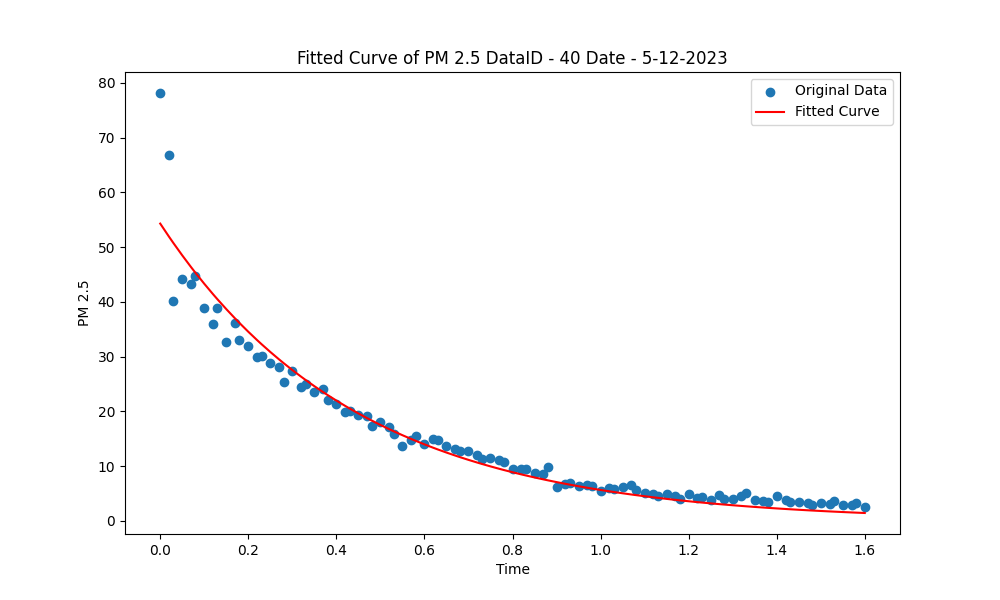 Fitted Curve of PM 2.5 DataID - 40 Date - 5-12-2023
Original Data
Fitted Curve
80
70
60
50
40
30
20
10
0
PM 2.5
0.0 0.2 0.4 0.6 0.8 1.0 1.2 1.4 1.6
Time